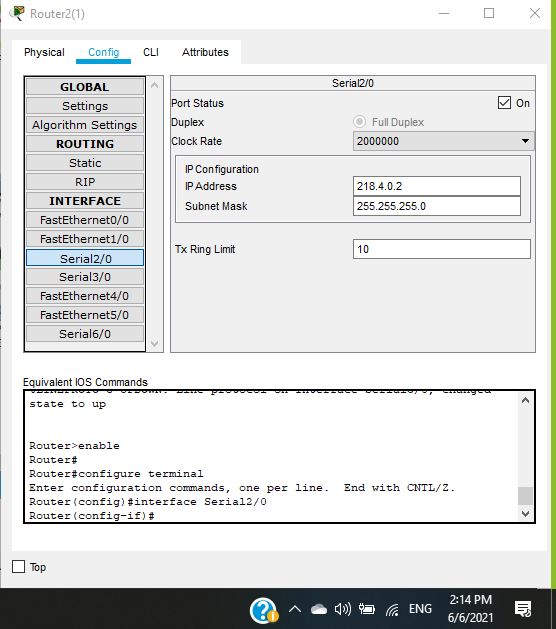 Router2(1)
Physical Config CLI Attributes
GLOBAL
Settings
Algorithm Settings
ROUTING
Static
RIP
INTERFACE
FastEthernet0/0
FastEthernet1/0
Serial2/0
Serial3/0
FastEthernet4/0
FastEthernet5/0
Serial6/0
Serial2/0
Port Status On
Duplex Full Duplex
Clock Rate 2000000
IP Configuration
IP Address 218.4.0.2
Subnet Mask 255.255.255.0
Tx Ring Limit 10
Equivalent IOS Commands
state to up
Router>enable
Router#
Router#configure terminal
Enter configuration commands, one per line. End with CNTL/Z.
Router(config)#interface Serial2/0
Router(config-if)#
Top
ENG
2:14 PM
6/6/2021